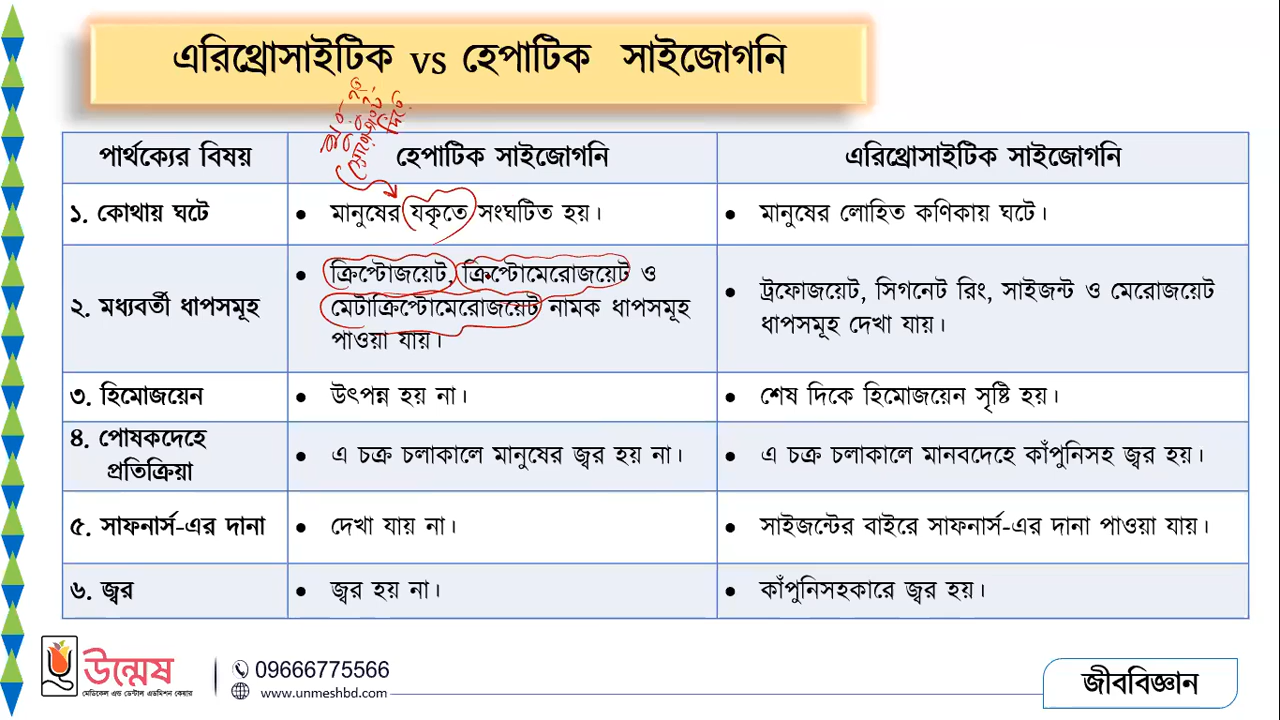 এরিথ্রোসাইটিক vs হেপাটিক সাইজোগনি
পার্থক্যের বিষয়
হেপাটিক সাইজোগনি
এরিথ্রোসাইটিক সাইজোগনি
১. কোথায় ঘটে
• মানুষের যকৃতে সংঘটিত হয়।
• মানুষের লোহিত কণিকায় ঘটে।
২. মধ্যবর্তী ধাপসমূহ
• ক্রিপ্টোজয়েট, ক্রিপ্টোমেরোজয়েট ও
মেটাক্রিপ্টোমেরোজয়েট নামক ধাপসমূহ
পাওয়া যায়।
• ট্রফোজয়েট, সিগনেট রিং, সাইজন্ট ও মেরোজয়েট
ধাপসমূহ দেখা যায়।
৩. হিমোজয়েন
• উৎপন্ন হয় না।
• শেষ দিকে হিমোজয়েন সৃষ্টি হয়।
৪. পোষকদেহে
প্রতিক্রিয়া
• এ চক্র চলাকালে মানুষের জ্বর হয় না।
• এ চক্র চলাকালে মানবদেহে কাঁপুনিসহ জ্বর হয়।
৫. সাফনার্স-এর দানা
• দেখা যায় না।
• সাইজন্টের বাইরে সাফনার্স-এর দানা পাওয়া যায়।
৬. জ্বর
• জ্বর হয় না।
• কাঁপুনিসহকারে জ্বর হয়।
উন্মেষ
মেডিকেল এন্ড ডেন্টাল এডমিশন কেয়ার
09666775566
www.unmeshbd.com
জীববিজ্ঞান